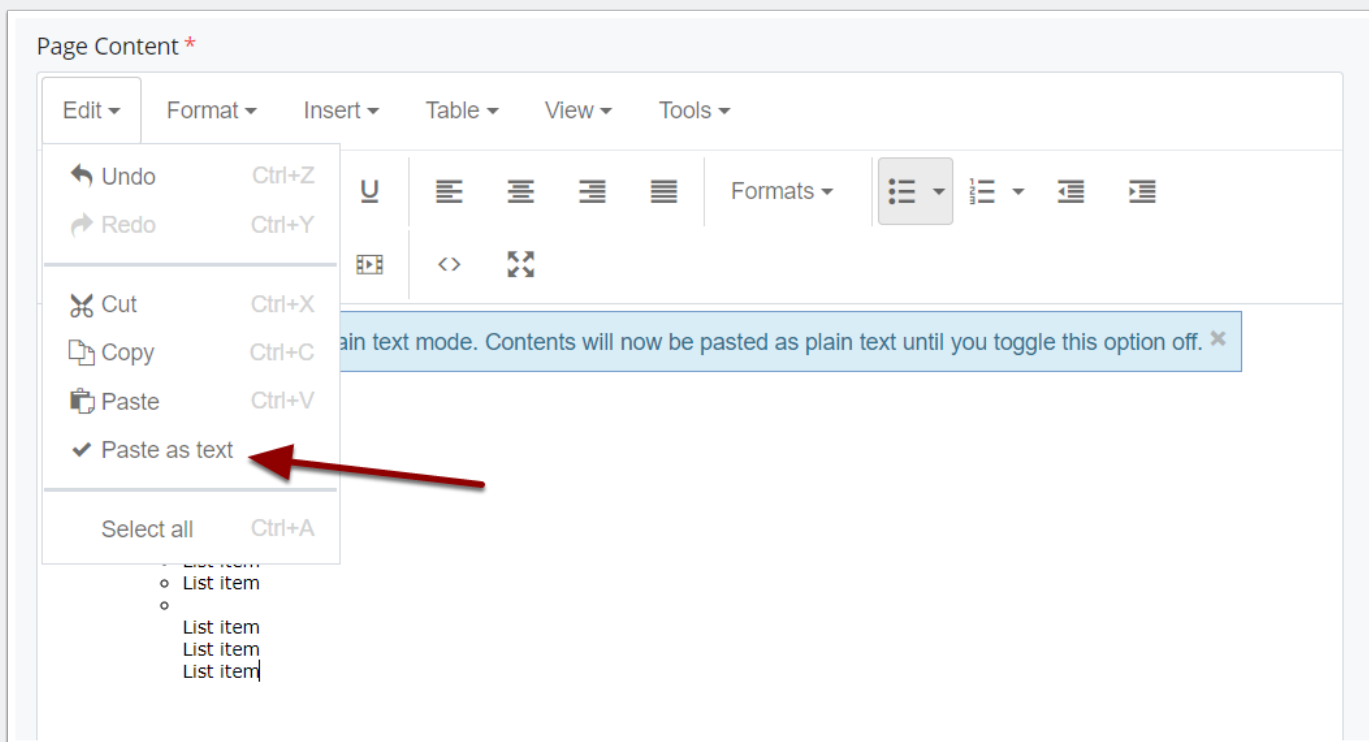 Page Content *
Edit Format Insert Table View Tools
Undo Ctrl+Z
Redo Ctrl+Y
U
Formats
Cut Ctrl+X
Copy Ctrl+C
Paste Ctrl+V
Paste as text
Select all Ctrl+A
text mode. Contents will now be pasted as plain text until you toggle this option off. ×
List item
List item
List item
List item
List item